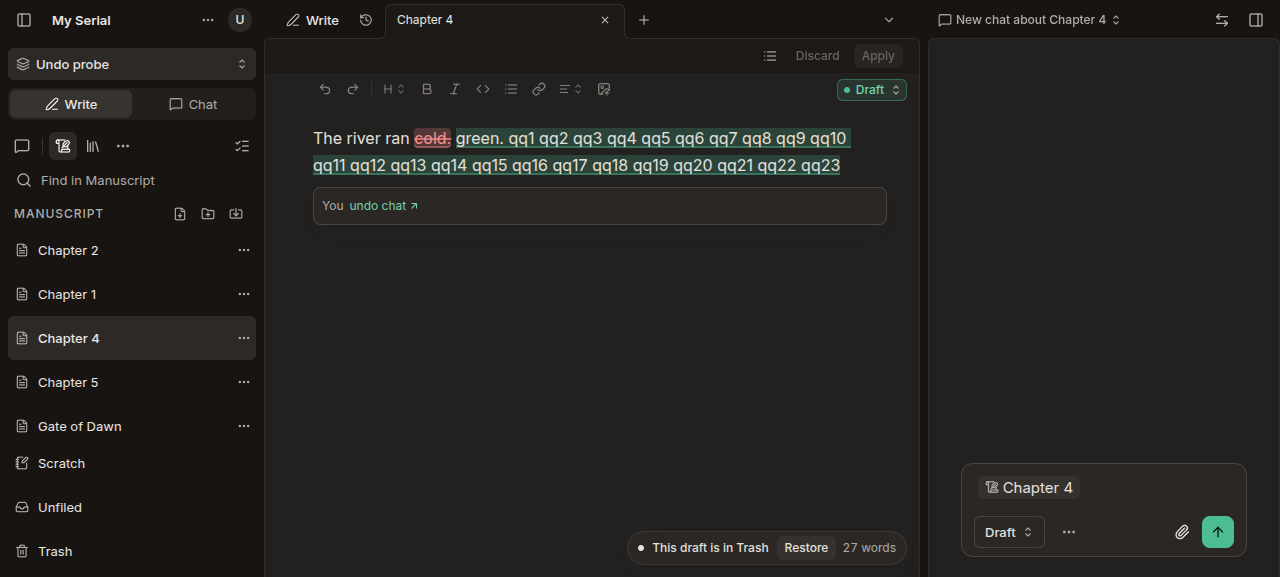 My Serial
U
Write
Chapter 4
New chat about Chapter 4
Undo probe
Discard
Apply
Write
Chat
H
B
I
Draft
The river ran cold. green. qq1 qq2 qq3 qq4 qq5 qq6 qq7 qq8 qq9 qq10
qq11 qq12 qq13 qq14 qq15 qq16 qq17 qq18 qq19 qq20 qq21 qq22 qq23
You undo chat
Find in Manuscript
MANUSCRIPT
Chapter 2
Chapter 1
Chapter 4
Chapter 5
Gate of Dawn
Scratch
Unfiled
Trash
This draft is in Trash
Restore
27 words
Chapter 4
Draft